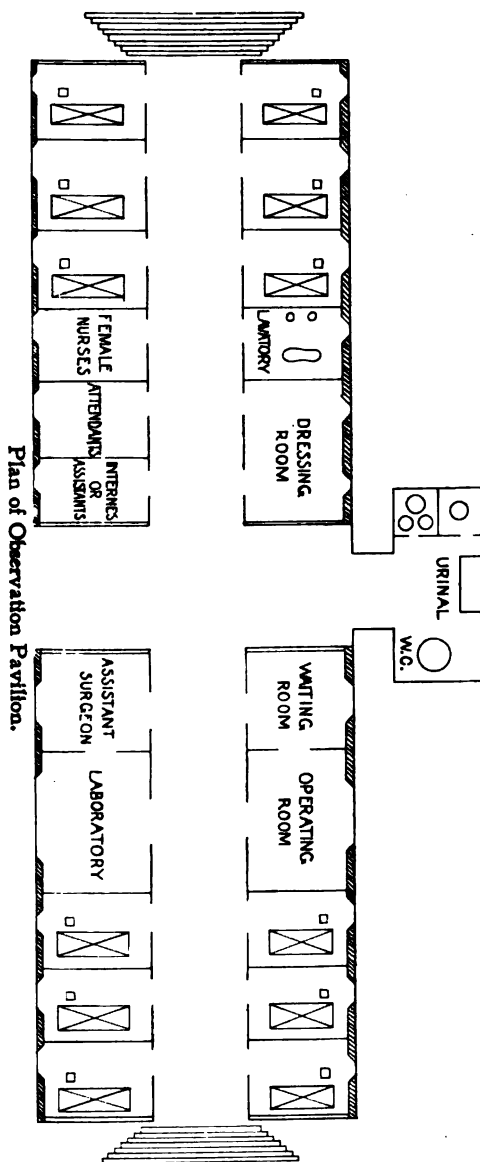 URINAL
W.C.
LAVATORY
DRESSING
ROOM
WAITING
ROOM
OPERATING
ROOM
FEMALE
NURSES
ATTENDANTS
INTERNES
OR
ASSISTANTS
ASSISTANT
SURGEON
LABORATORY
Plan of Observation Pavilion.